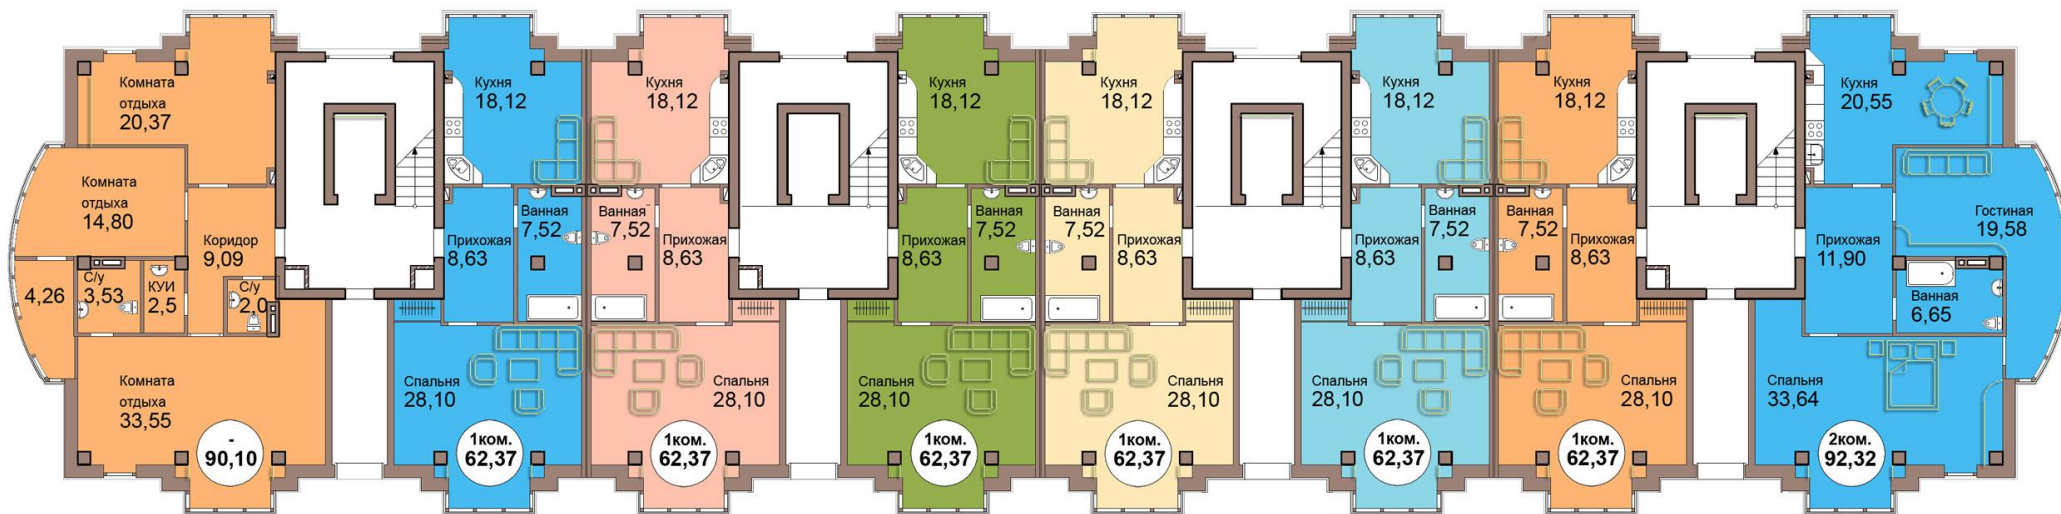 Комната
отдыха
20,37
Комната
отдыха
14,80
Коридор
9,09
4,26
С/у
3,53
КУИ
2,5
С/у
2,0
Комната
отдыха
33,55
-
90,10
Кухня
18,12
Прихожая
8,63
Ванная
7,52
Спальня
28,10
1ком.
62,37
Кухня
18,12
Ванная
7,52
Прихожая
8,63
Спальня
28,10
1ком.
62,37
Кухня
18,12
Прихожая
8,63
Ванная
7,52
Спальня
28,10
1ком.
62,37
Кухня
18,12
Ванная
7,52
Прихожая
8,63
Спальня
28,10
1ком.
62,37
Кухня
18,12
Прихожая
8,63
Ванная
7,52
Спальня
28,10
1ком.
62,37
Кухня
18,12
Ванная
7,52
Прихожая
8,63
Спальня
28,10
1ком.
62,37
Кухня
20,55
Гостиная
19,58
Прихожая
11,90
Ванная
6,65
Спальня
33,64
2ком.
92,32